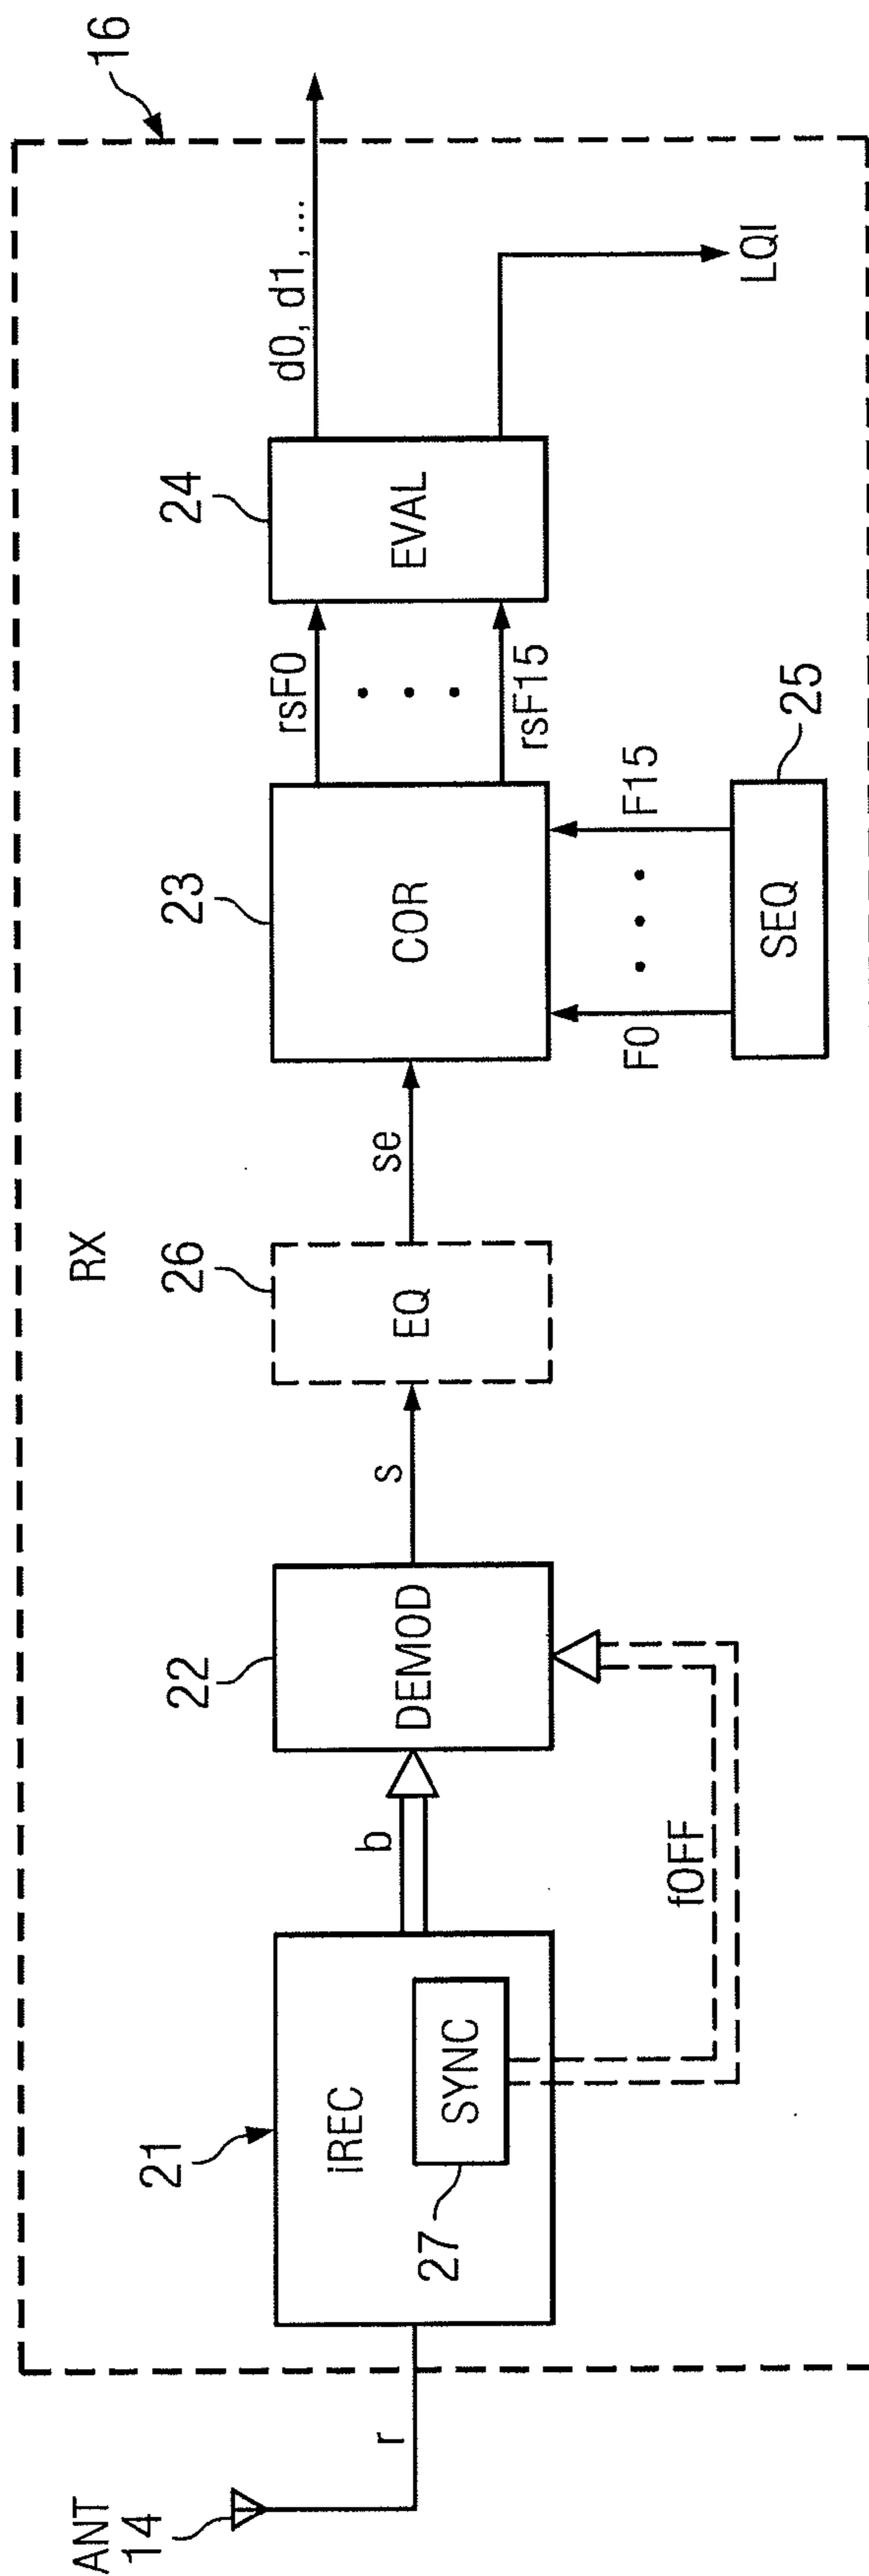 16
RX
d0, d1, ...
LQI
24
EVAL
rsF0
rsF15
23
COR
F0
F15
25
SEQ
se
26
EQ
s
22
DEMOD
b
fOFF
21
iREC
SYNC
27
r
ANT
14